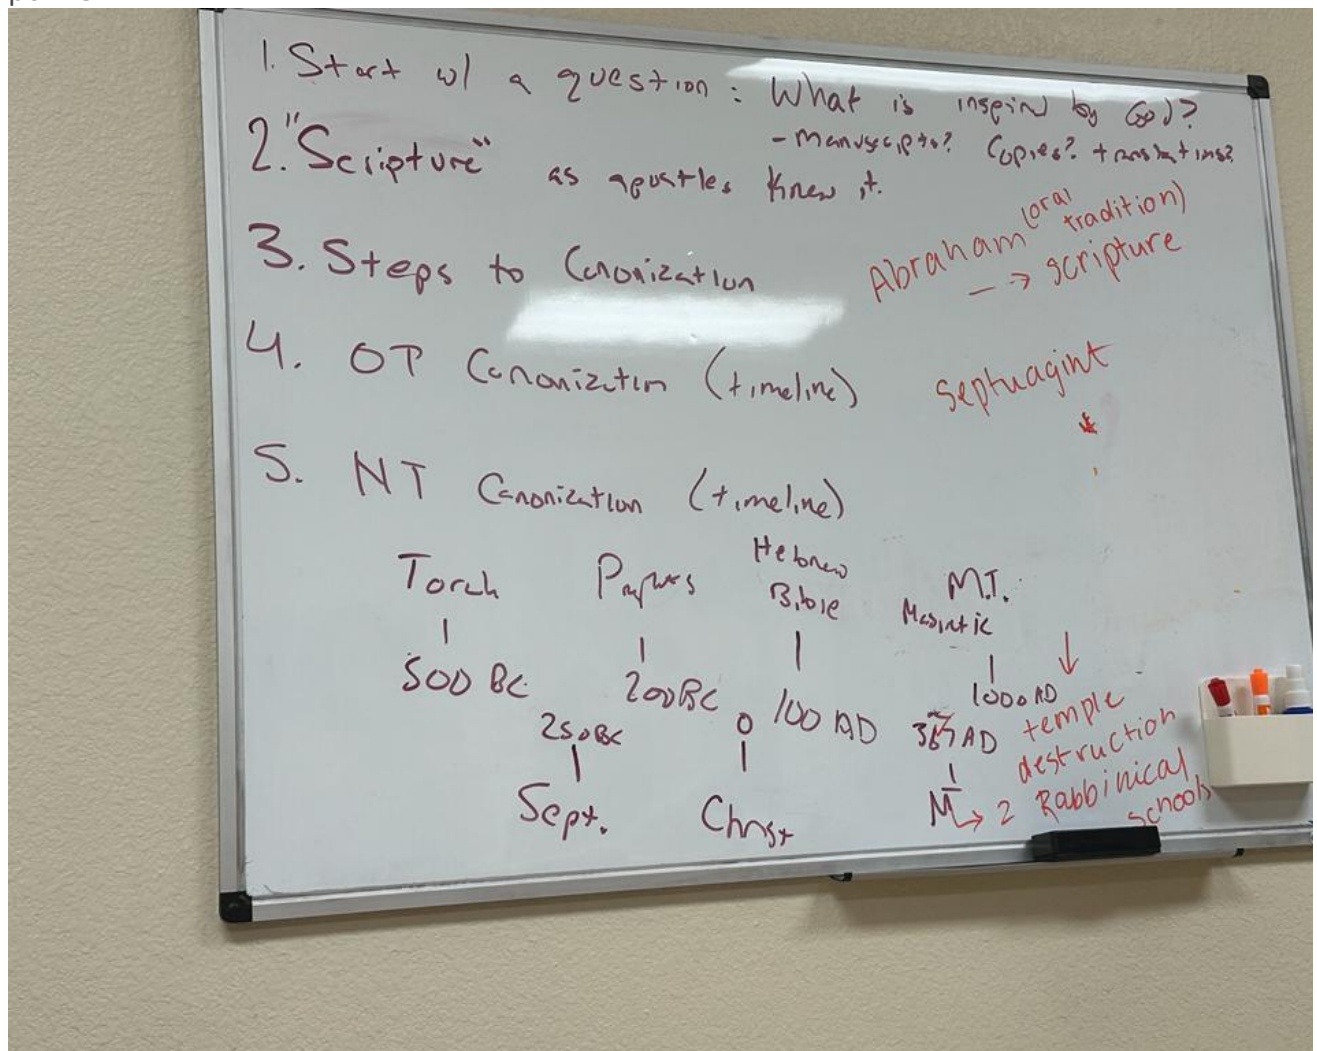 1. Start w/ a question: What is inspired by God?
- Manuscripts? Copies? translations?
2. "Scripture" as apostles knew it.
Abraham (oral tradition)
→ scripture
3. Steps to Canonization
4. OT Canonization (timeline)
Septuagint
5. NT Canonization (timeline)
Torah
500 BC
250 BC
Sept.
200 BC
0
Christ
Hebrew
Bible
100 AD
M.T.
1000 AD
temple
destruction
AD
M → 2 Rabbinical
schools